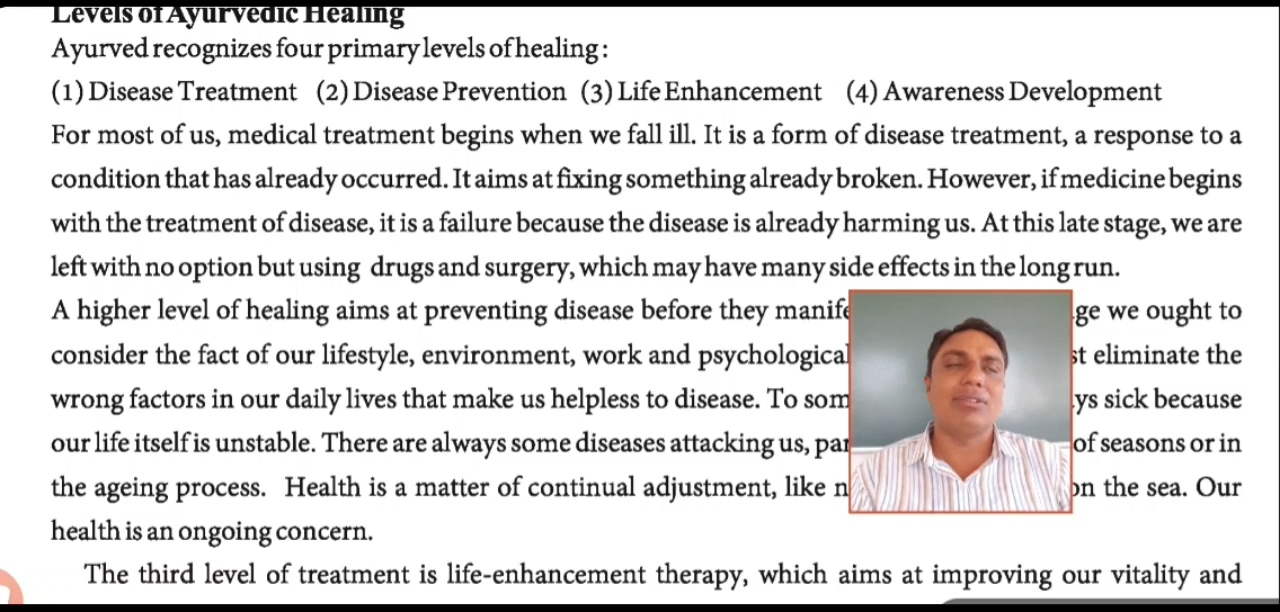 Levels of Ayurvedic Healing
Ayurved recognizes four primary levels of healing :
(1) Disease Treatment (2) Disease Prevention (3) Life Enhancement (4) Awareness Development
For most of us, medical treatment begins when we fall ill. It is a form of disease treatment, a response to a
condition that has already occurred. It aims at fixing something already broken. However, if medicine begins
with the treatment of disease, it is a failure because the disease is already harming us. At this late stage, we are
left with no option but using drugs and surgery, which may have many side effects in the long run.
A higher level of healing aims at preventing disease before they we ought to
consider the fact of our lifestyle, environment, work and eliminate the
wrong factors in our daily lives that make us helpless to disease. To sick because
our life itself is unstable. There are always some diseases attacking us, of seasons or in
the ageing process. Health is a matter of continual adjustment, like the sea. Our
health is an ongoing concern.
The third level of treatment is life-enhancement therapy, which aims at improving our vitality and